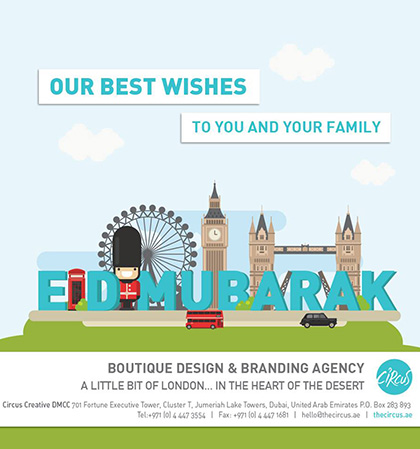 OUR BEST WISHES
TO YOU AND YOUR FAMILY
EID MUBARAK
BOUTIQUE DESIGN & BRANDING AGENCY
A LITTLE BIT OF LONDON... IN THE HEART OF THE DESERT
CiRcus
Circus Creative DMCC 701 Fortune Executive Tower, Cluster T, Jumeriah Lake Towers, Dubai, United Arab Emirates P.O. Box 283 893
Tel:+971 (0) 4 447 3554 | Fax: +971 (0) 4 447 1681 | hello@thecircus.ae | thecircus.ae